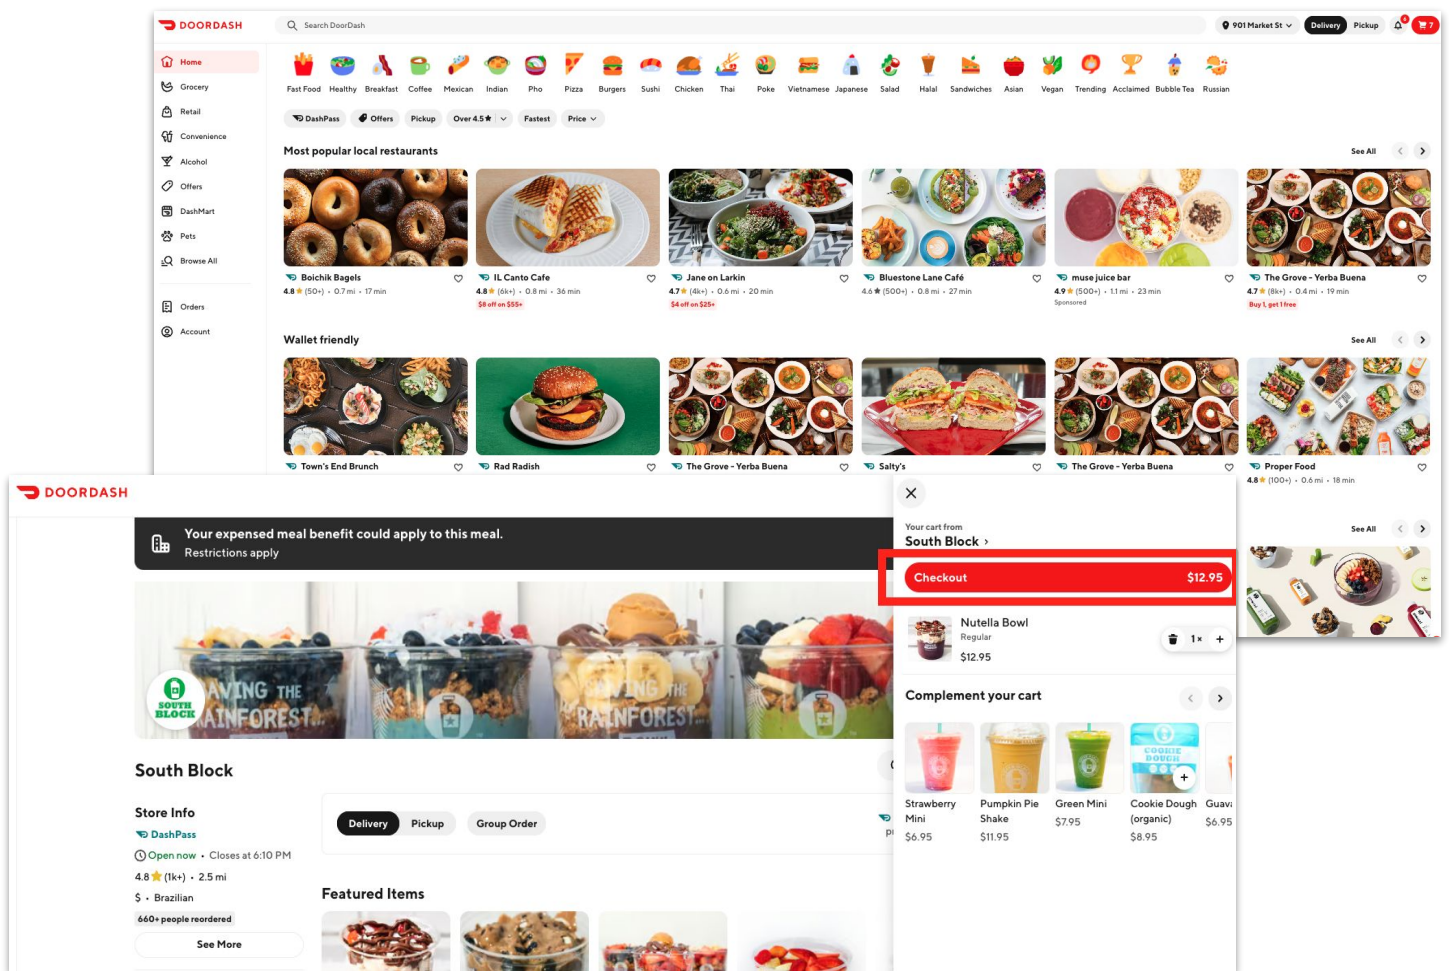 DOORDASH
Search DoorDash
901 Market St
Delivery
Pickup
4
7
Home
Grocery
Retail
Convenience
Alcohol
Offers
DashMart
Pets
Browse All
Orders
Account
Fast Food
Healthy
Breakfast
Coffee
Mexican
Indian
Pho
Pizza
Burgers
Sushi
Chicken
Thai
Poke
Vietnamese
Japanese
Salad
Halal
Sandwiches
Asian
Vegan
Trending
Acclaimed
Bubble Tea
Russian
DashPass
Offers
Pickup
Over 4.5★
Fastest
Price
Most popular local restaurants
See All
Boichik Bagels
4.8★ (50+) • 0.7 mi • 17 min
IL Canto Cafe
4.8★ (6k+) • 0.8 mi • 36 min
$8 off on $55+
Jane on Larkin
4.7★ (4k+) • 0.6 mi • 20 min
$4 off on $25+
Bluestone Lane Café
4.6★ (500+) • 0.8 mi • 27 min
muse juice bar
4.9★ (500+) • 1.1 mi • 23 min
Sponsored
The Grove - Yerba Buena
4.7★ (8k+) • 0.4 mi • 19 min
Buy 1, get 1 free
Wallet friendly
See All
Town's End Brunch
Rad Radish
The Grove - Yerba Buena
Salty's
The Grove - Yerba Buena
Proper Food
4.8★ (100+) • 0.6 mi • 18 min
See All
DOORDASH
Your expensed meal benefit could apply to this meal.
Restrictions apply
SAVING THE
RAINFOREST...
SAVING THE
RAINFOREST...
SOUTH
BLOCK
South Block
Store Info
DashPass
Open now • Closes at 6:10 PM
4.8★ (1k+) • 2.5 mi
$ • Brazilian
660+ people reordered
See More
Delivery
Pickup
Group Order
Featured Items
Your cart from
South Block ›
Checkout
$12.95
Nutella Bowl
Regular
$12.95
1×
Complement your cart
COOKIE
DOUGH
Strawberry
Mini
$6.95
Pumpkin Pie
Shake
$11.95
Green Mini
$7.95
Cookie Dough
(organic)
$8.95
$6.95